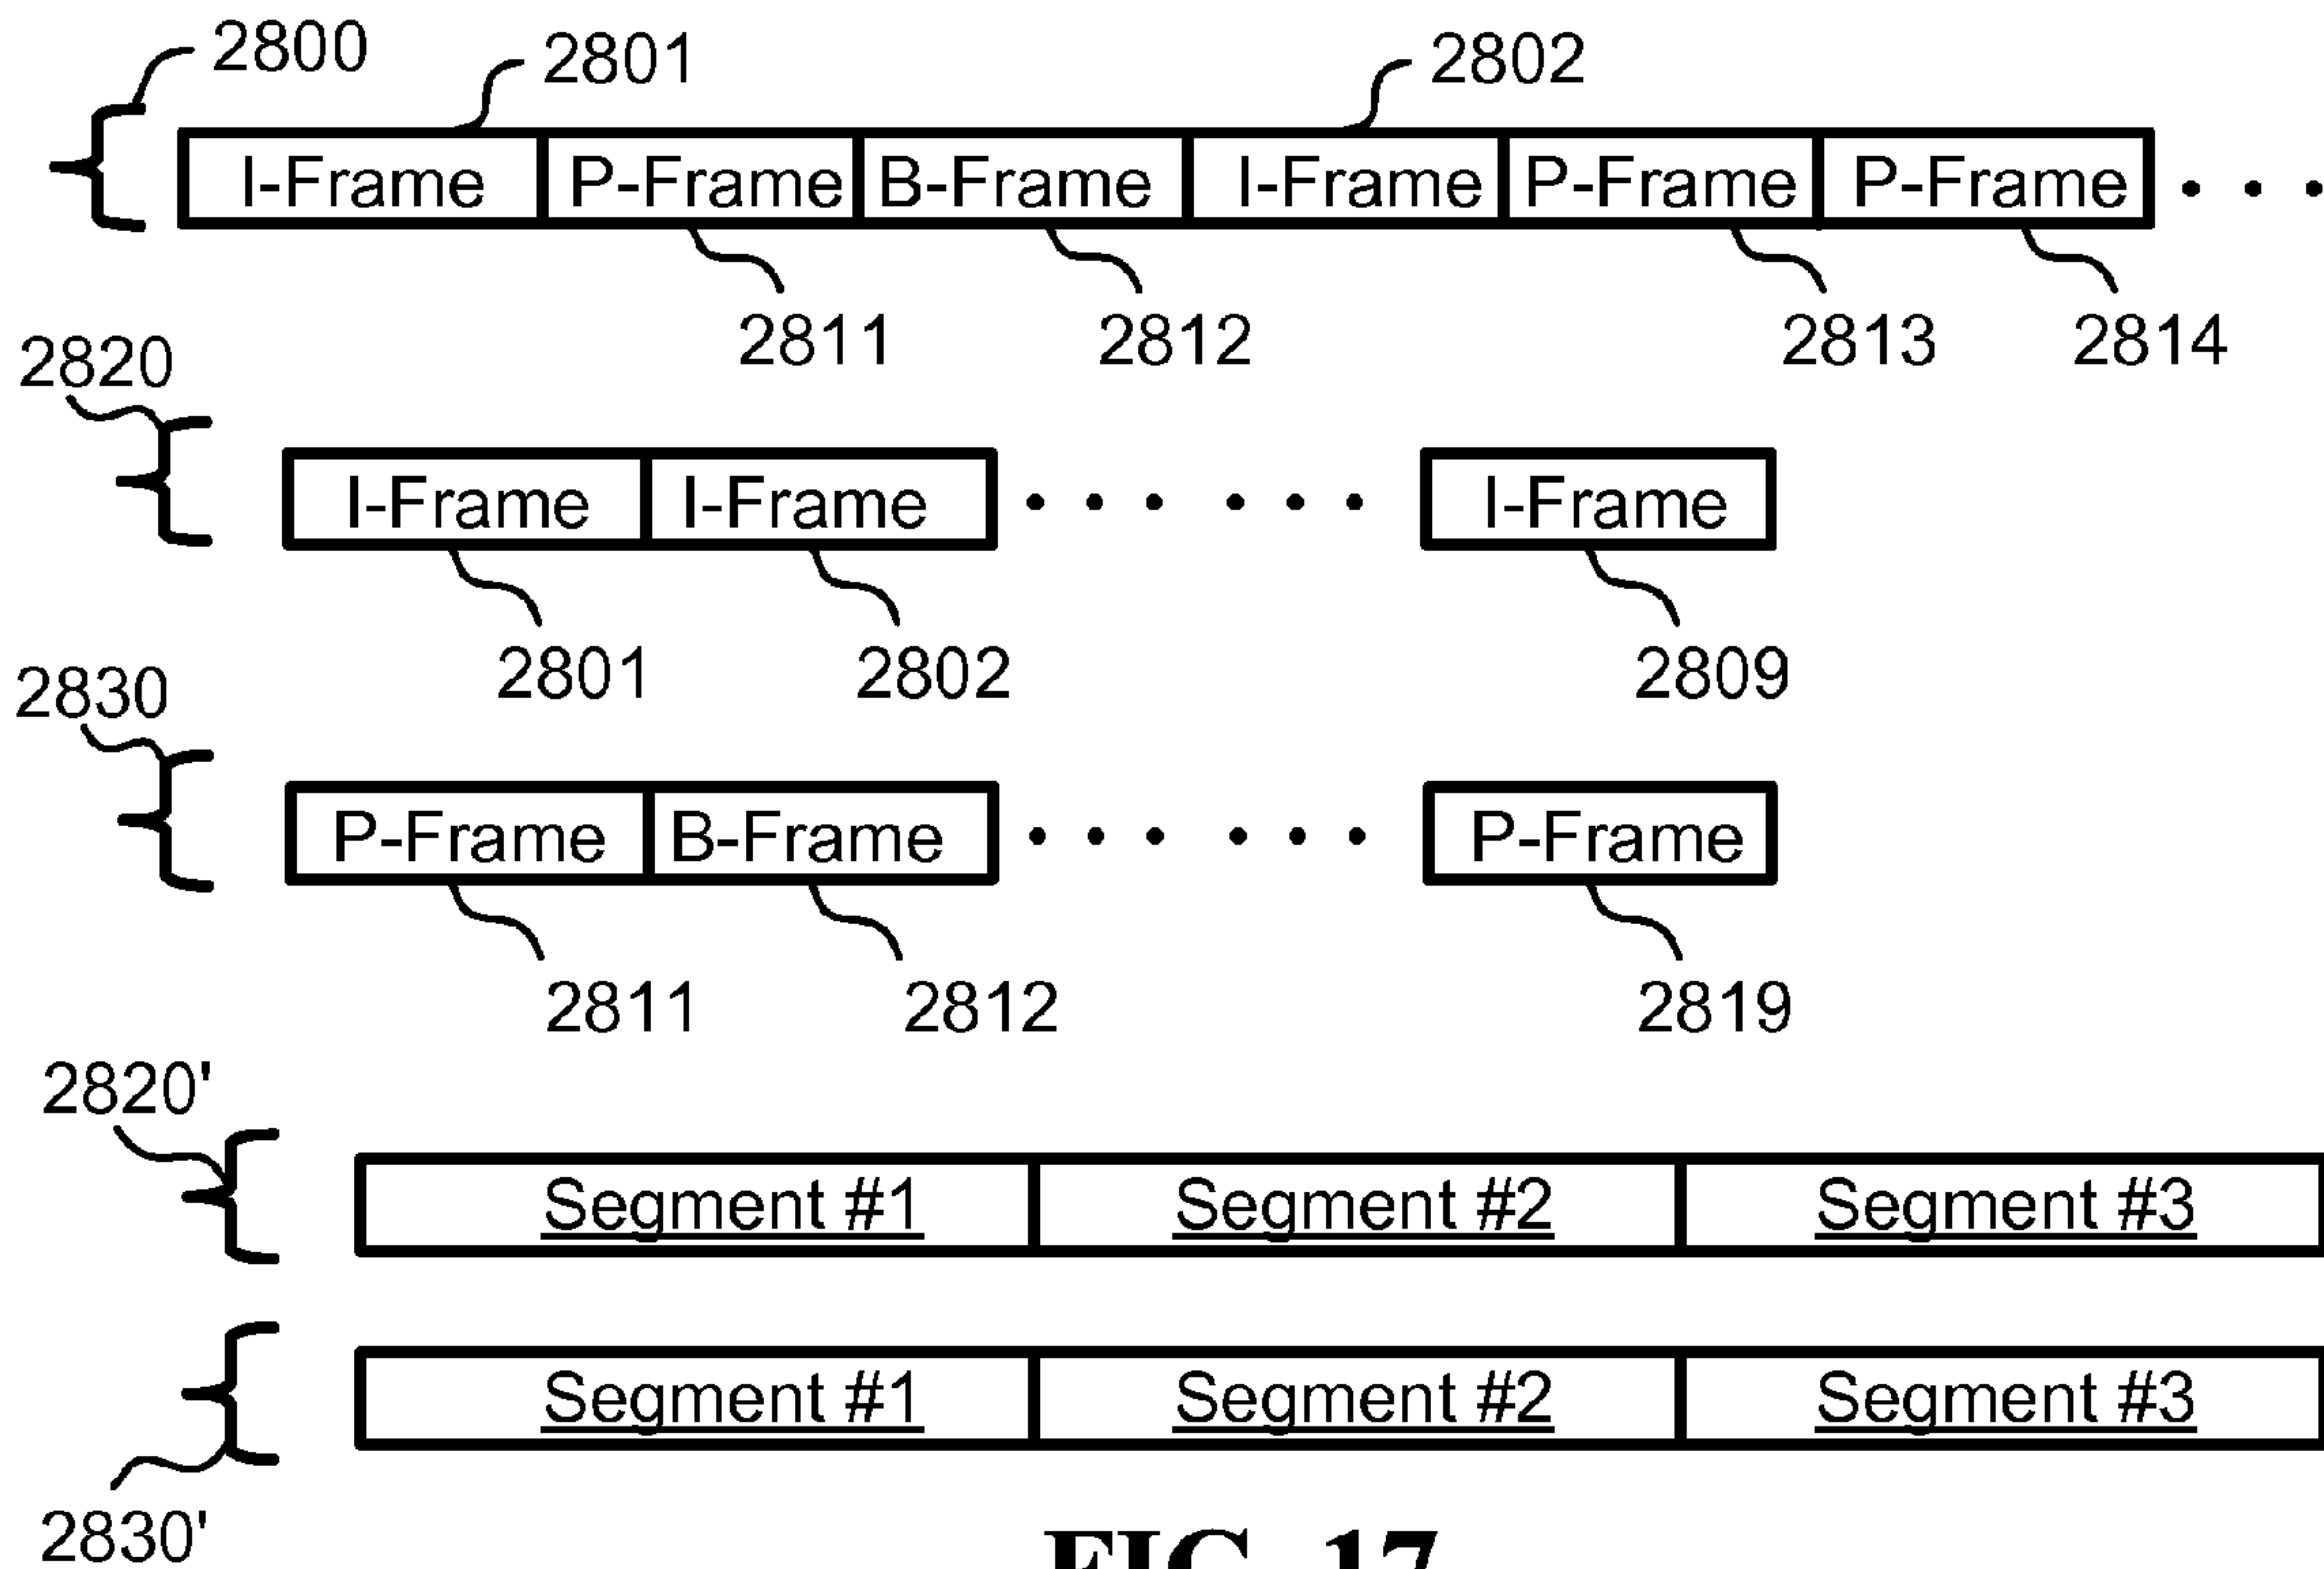 2800 2801 2802
I-Frame P-Frame B-Frame I-Frame P-Frame P-Frame
2811 2812 2813 2814
2820
I-Frame I-Frame I-Frame
2801 2802 2809
2830
P-Frame B-Frame P-Frame
2811 2812 2819
2820'
Segment #1 Segment #2 Segment #3
Segment #1 Segment #2 Segment #3
2830'
FIG. 17